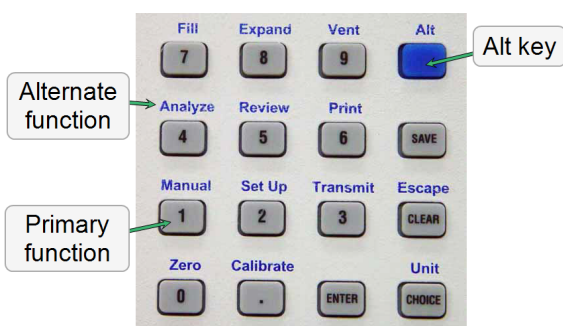 Fill Expand Vent Alt
7 8 9
Alt key
Alternate
function
Analyze Review Print
4 5 6 SAVE
Manual Set Up Transmit Escape
1 2 3 CLEAR
Primary
function
Zero Calibrate Unit
0 . ENTER CHOICE